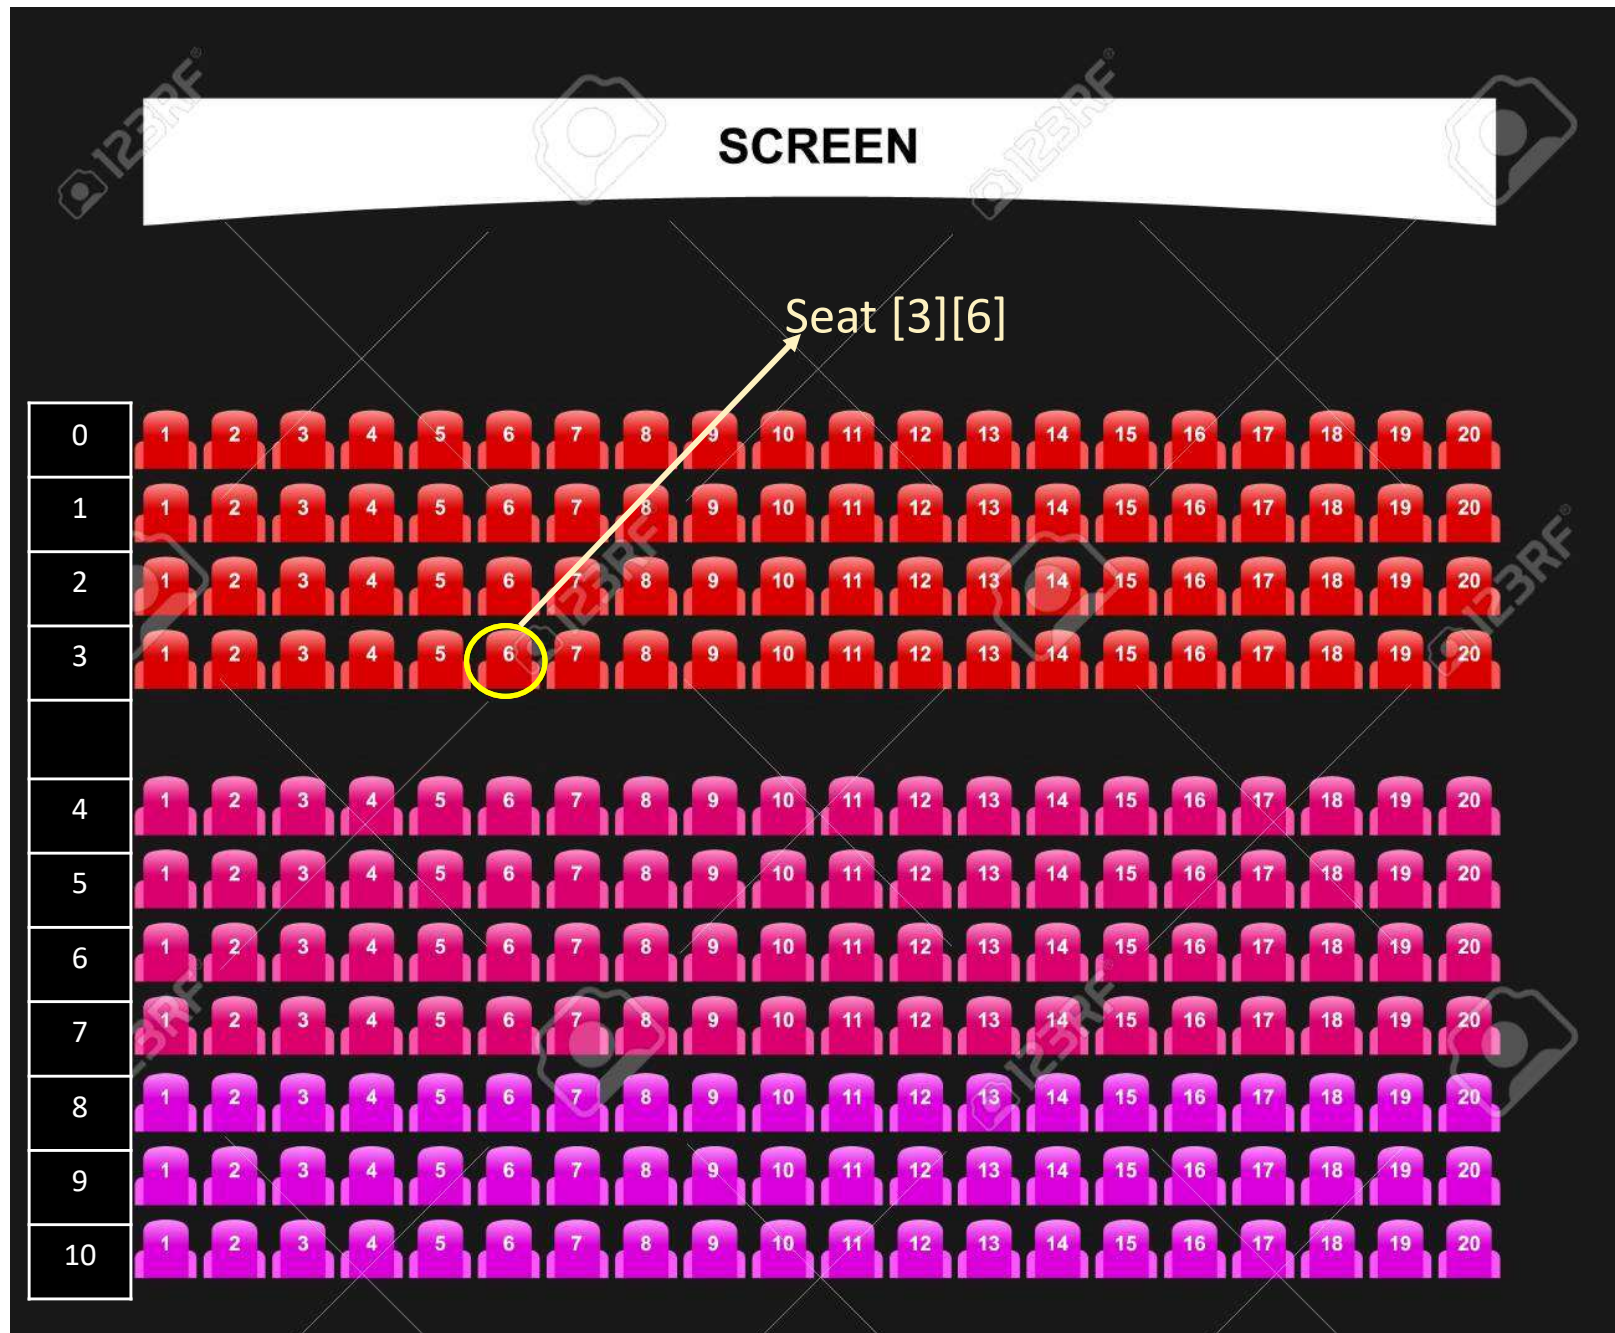 SCREEN
Seat [3][6]
0 1 2 3 4 5 6 7 8 9 10 11 12 13 14 15 16 17 18 19 20
1 1 2 3 4 5 6 7 8 9 10 11 12 13 14 15 16 17 18 19 20
2 1 2 3 4 5 6 7 8 9 10 11 12 13 14 15 16 17 18 19 20
3 1 2 3 4 5 6 7 8 9 10 11 12 13 14 15 16 17 18 19 20
4 1 2 3 4 5 6 7 8 9 10 11 12 13 14 15 16 17 18 19 20
5 1 2 3 4 5 6 7 8 9 10 11 12 13 14 15 16 17 18 19 20
6 1 2 3 4 5 6 7 8 9 10 11 12 13 14 15 16 17 18 19 20
7 1 2 3 4 5 6 7 8 9 10 11 12 13 14 15 16 17 18 19 20
8 1 2 3 4 5 6 7 8 9 10 11 12 13 14 15 16 17 18 19 20
9 1 2 3 4 5 6 7 8 9 10 11 12 13 14 15 16 17 18 19 20
10 1 2 3 4 5 6 7 8 9 10 11 12 13 14 15 16 17 18 19 20
123RF®
123RF®
123RF
123RF®
123RF
123RF